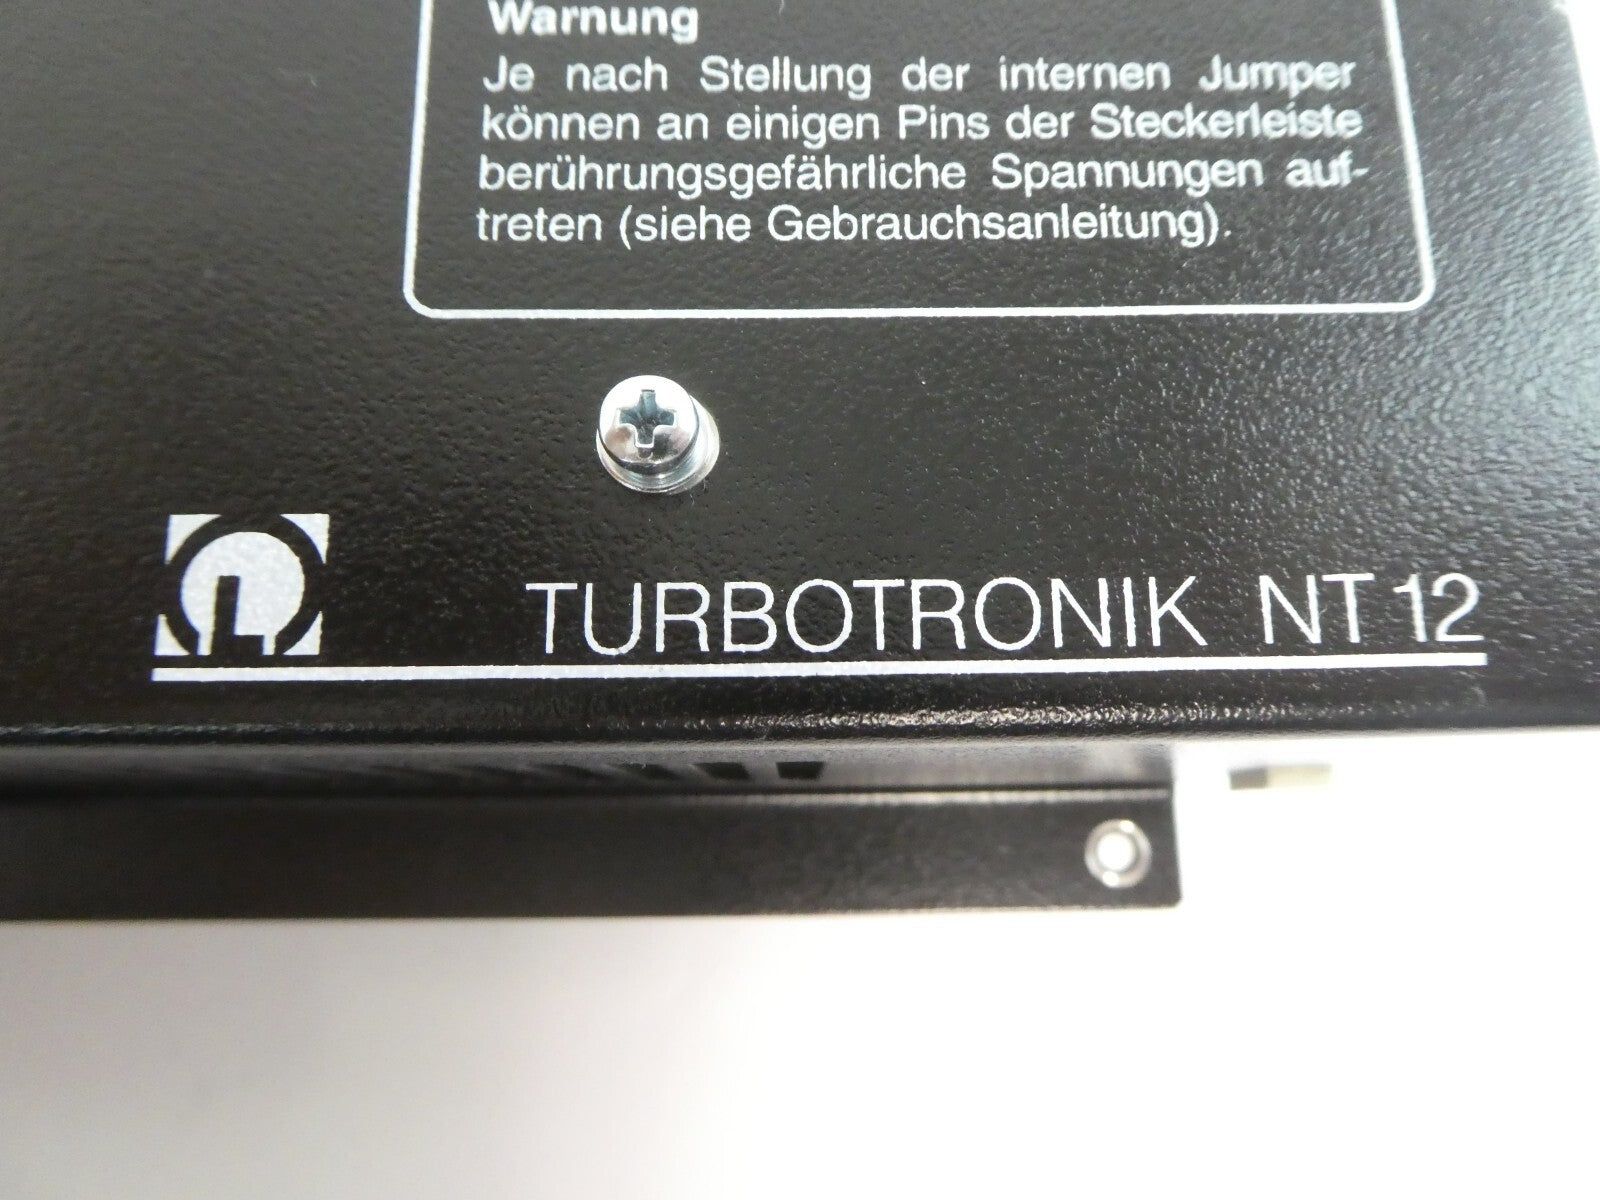 Warnung
Je nach Stellung der internen Jumper
können an einigen Pins der Steckerleiste
berührungsgefährliche Spannungen auf-
treten (siehe Gebrauchsanleitung).
TURBOTRONIK NT 12